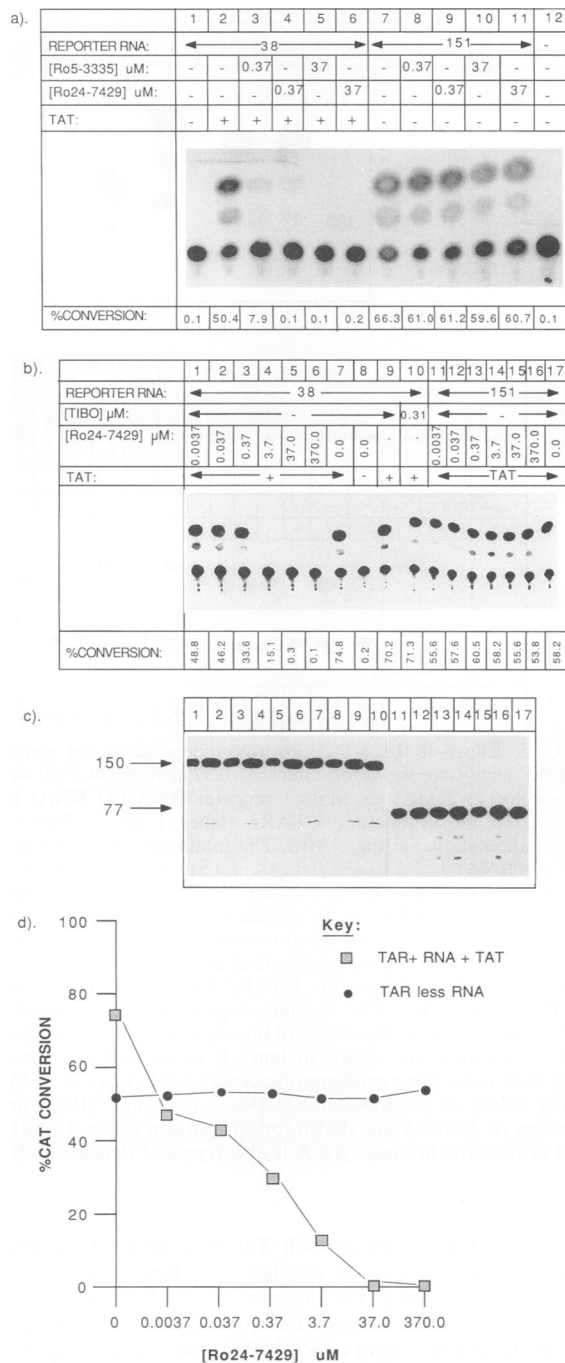 a).
1 2 3 4 5 6 7 8 9 10 11 12
REPORTER RNA: 38 151 -
[Ro5-3335] uM: - - 0.37 - 37 - - 0.37 - 37 - -
[Ro24-7429] uM: - - - 0.37 - 37 - - 0.37 - 37 -
TAT: - + + + + + - - - - - -
%CONVERSION: 0.1 50.4 7.9 0.1 0.1 0.2 66.3 61.0 61.2 59.6 60.7 0.1
b).
1 2 3 4 5 6 7 8 9 10 11 12 13 14 15 16 17
REPORTER RNA: 38 151
[TIBO] µM: - 0.31 -
[Ro24-7429] µM: 0.0037 0.037 0.37 3.7 37.0 370.0 0.0 0.0 - - 0.0037 0.037 0.37 3.7 37.0 370.0 0.0
TAT: + - + + TAT
%CONVERSION: 48.8 46.2 33.6 15.1 0.3 0.1 74.8 0.2 70.2 71.3 55.6 57.6 60.5 58.2 55.6 53.8 58.2
c).
1 2 3 4 5 6 7 8 9 10 11 12 13 14 15 16 17
150
77
d).
Key:
TAR+ RNA + TAT
TAR less RNA
%CAT CONVERSION
100
80
60
40
20
0
0 0.0037 0.037 0.37 3.7 37.0 370.0
[Ro24-7429] uM